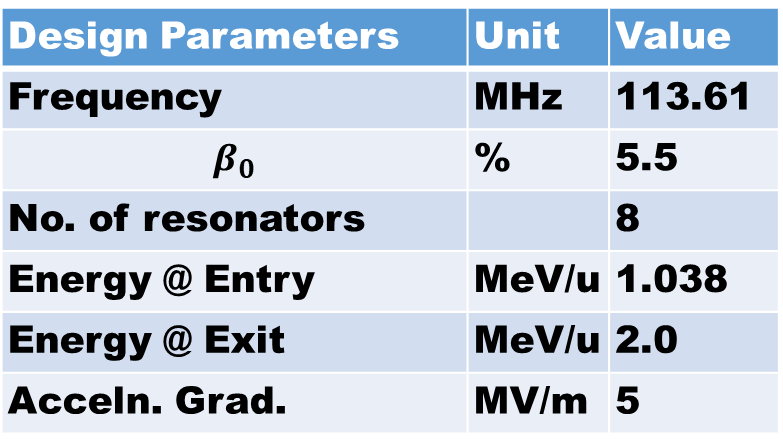 Design Parameters Unit Value
Frequency MHz 113.61
β₀ % 5.5
No. of resonators 8
Energy @ Entry MeV/u 1.038
Energy @ Exit MeV/u 2.0
Acceln. Grad. MV/m 5